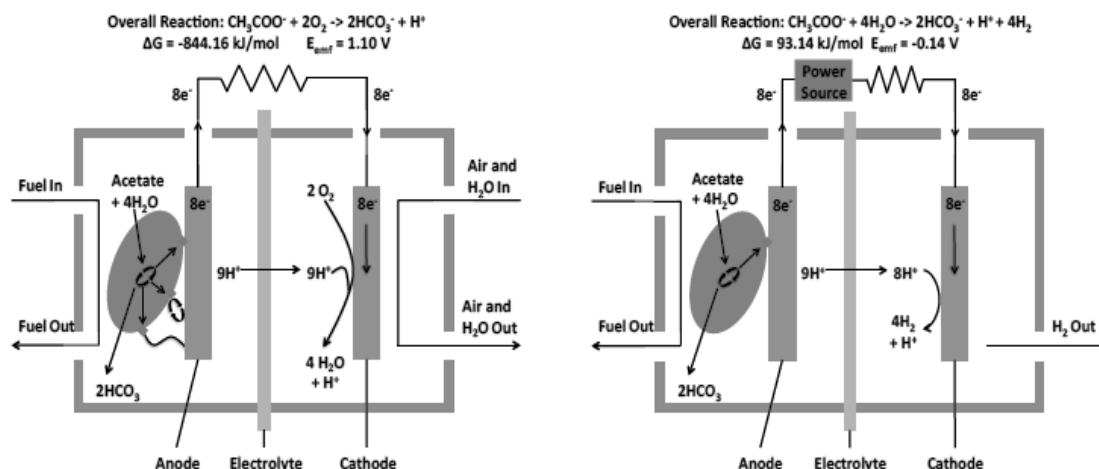 Overall Reaction: CH₃COO⁻ + 2O₂ -> 2HCO₃⁻ + H⁺
ΔG = -844.16 kJ/mol E_emf = 1.10 V
8e⁻
8e⁻
Fuel In
Acetate
+ 4H₂O
8e⁻
2 O₂
8e⁻
Air and
H₂O In
9H⁺
9H⁺
Fuel Out
Air and
H₂O Out
2HCO₃
4 H₂O
+ H⁺
Anode
Electrolyte
Cathode
Overall Reaction: CH₃COO⁻ + 4H₂O -> 2HCO₃⁻ + H⁺ + 4H₂
ΔG = 93.14 kJ/mol E_emf = -0.14 V
Power
Source
8e⁻
8e⁻
Fuel In
Acetate
+ 4H₂O
8e⁻
8e⁻
9H⁺
8H⁺
Fuel Out
4H₂
+ H⁺
H₂ Out
2HCO₃
Anode
Electrolyte
Cathode